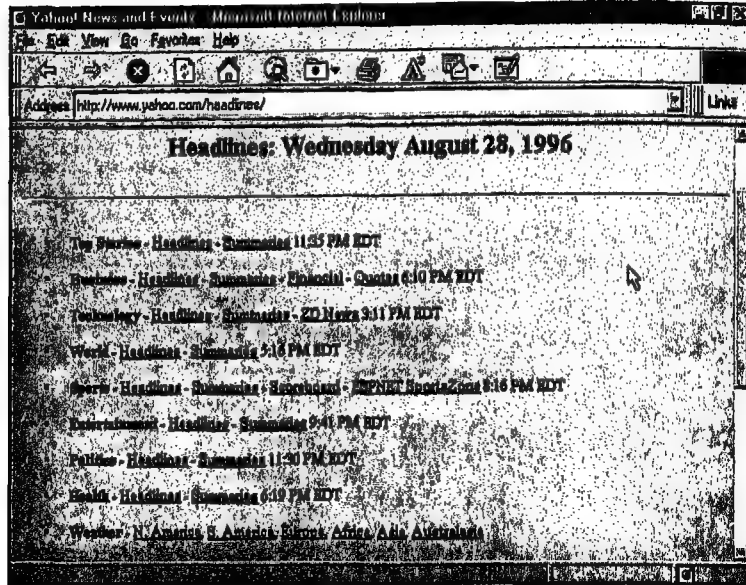 Yahoo! News and Events - Microsoft Internet Explorer
File Edit View Go Favorites Help
Address http://www.yahoo.com/headlines/ Links
Headlines: Wednesday August 28, 1996
Top Stories - Headlines - Summaries 11:35 PM EDT
Business - Headlines - Summaries - Financial - Quotes 6:10 PM EDT
Technology - Headlines - Summaries - ZD News 3:11 PM EDT
World - Headlines - Summaries 5:16 PM EDT
Sports - Headlines - Summaries - Scoreboard - ESPNET SportsZone 8:16 PM EDT
Entertainment - Headlines - Summaries 9:41 PM EDT
Politics - Headlines - Summaries 11:30 PM EDT
Health - Headlines - Summaries 6:19 PM EDT
Weather: N. America, S. America, Europe, Africa, Asia, Australasia